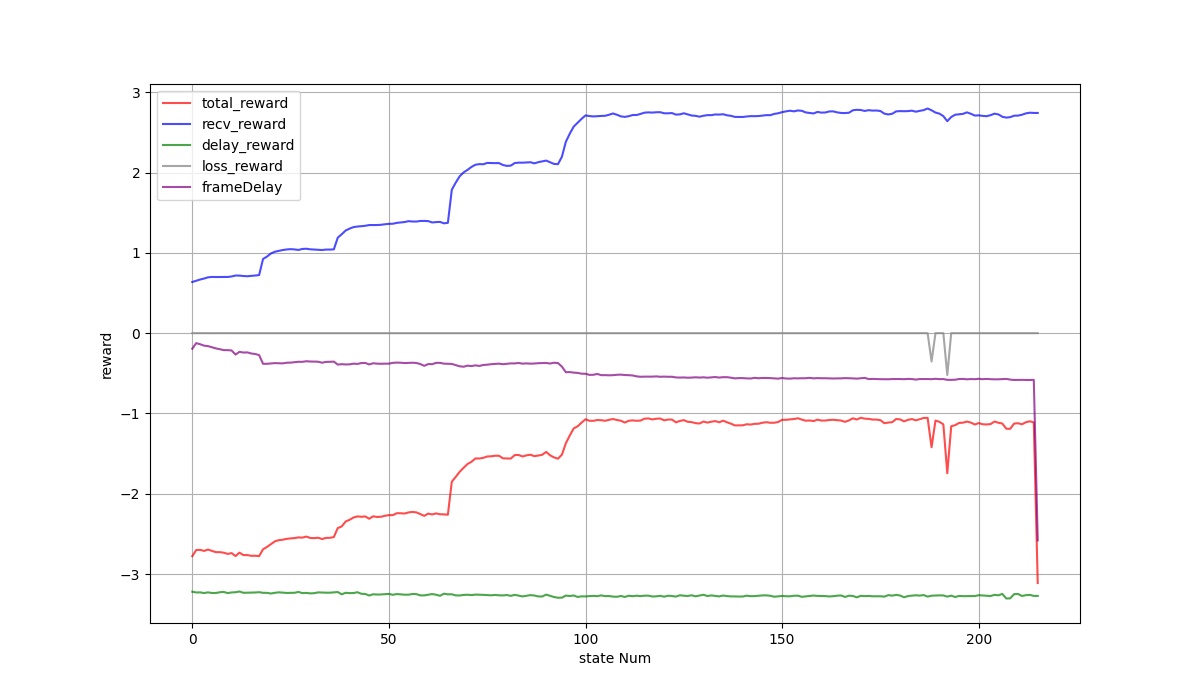 total_reward
recv_reward
delay_reward
loss_reward
frameDelay
3
2
1
0
−1
−2
−3
reward
0 50 100 150 200
state Num